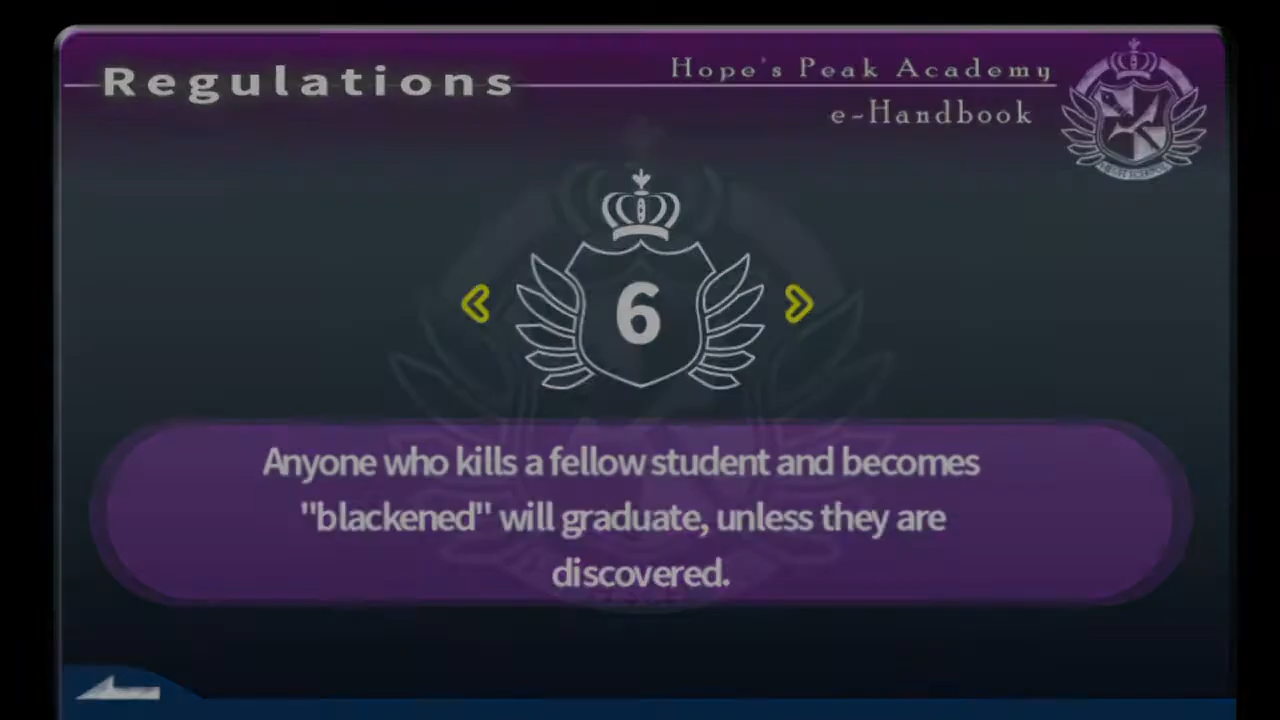 Regulations
Hope's Peak Academy
e-Handbook
6
Anyone who kills a fellow student and becomes
"blackened" will graduate, unless they are
discovered.